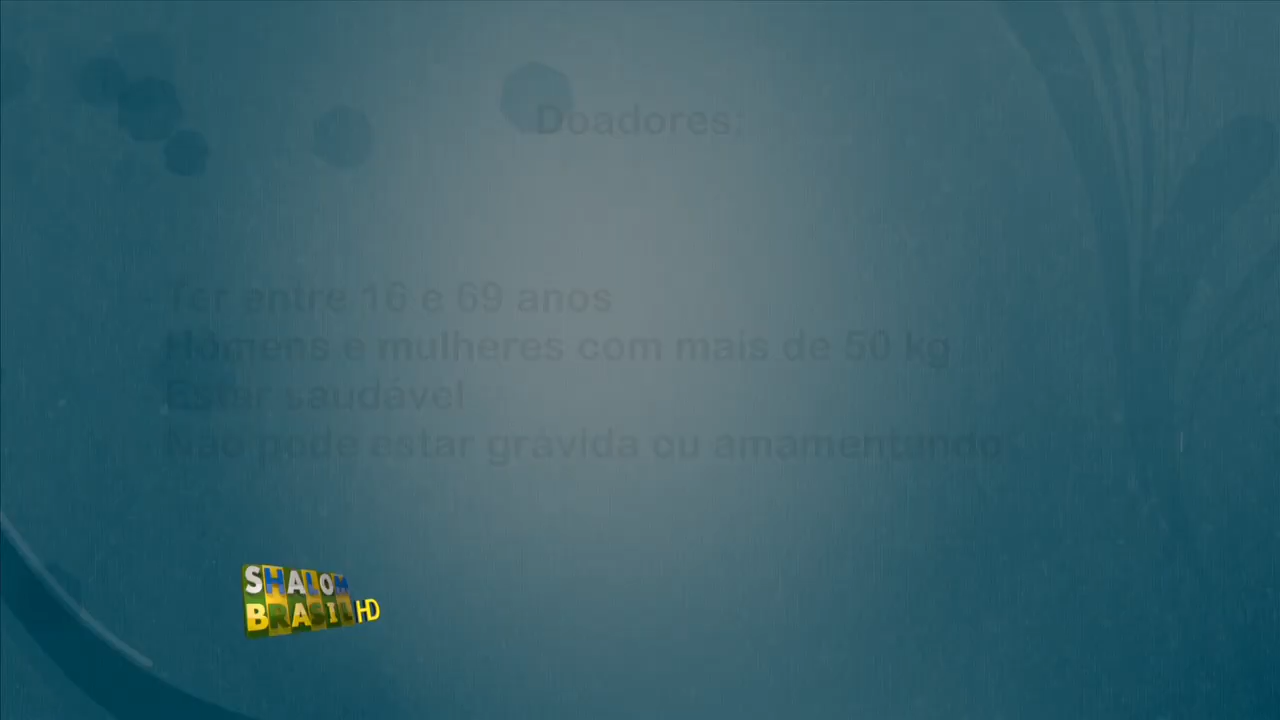 Doadores:
- Ter entre 16 e 69 anos
- Homens e mulheres com mais de 50 kg
- Estar saudável
- Não pode estar grávida ou amamentando
SHALOM
BRASIL HD